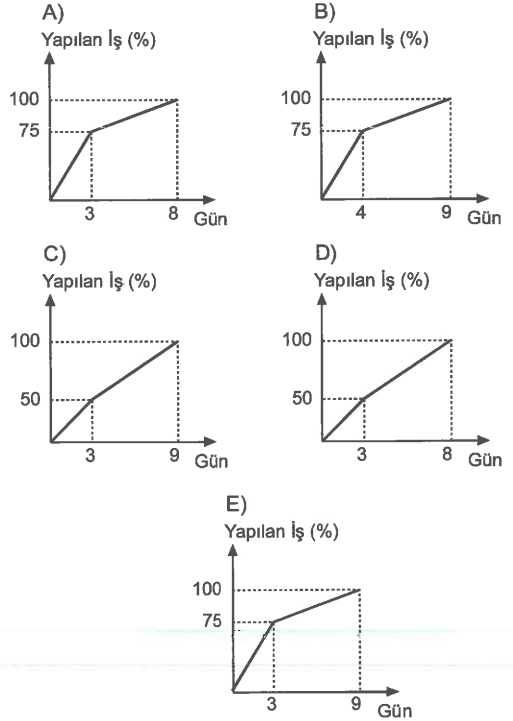 A)
Yapılan İş (%)
100
75
3
8
Gün
B)
Yapılan İş (%)
100
75
4
9
Gün
C)
Yapılan İş (%)
100
50
3
9
Gün
D)
Yapılan İş (%)
100
50
3
8
Gün
E)
Yapılan İş (%)
100
75
3
9
Gün